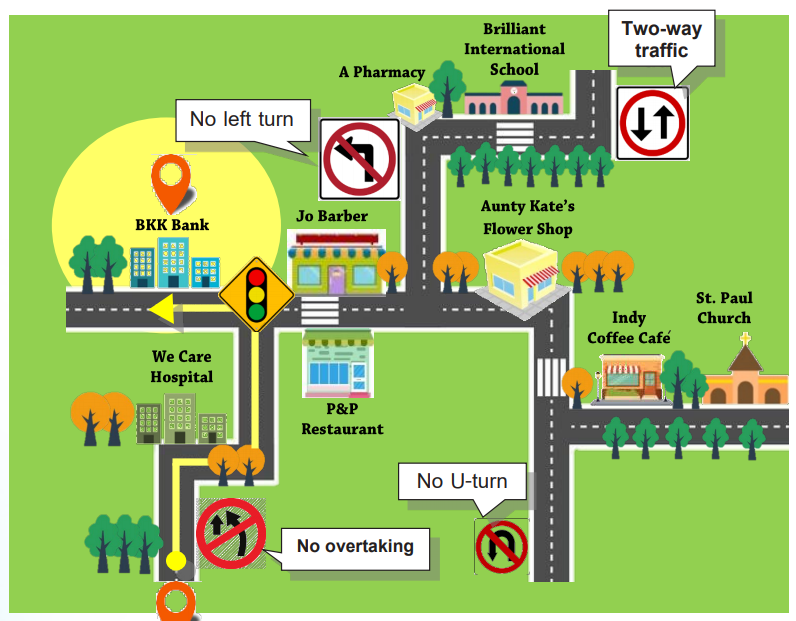 Brilliant
International
School
Two-way
traffic
A Pharmacy
No left turn
BKK Bank
Jo Barber
Aunty Kate's
Flower Shop
Indy
Coffee Café
St. Paul
Church
We Care
Hospital
P&P
Restaurant
No U-turn
No overtaking